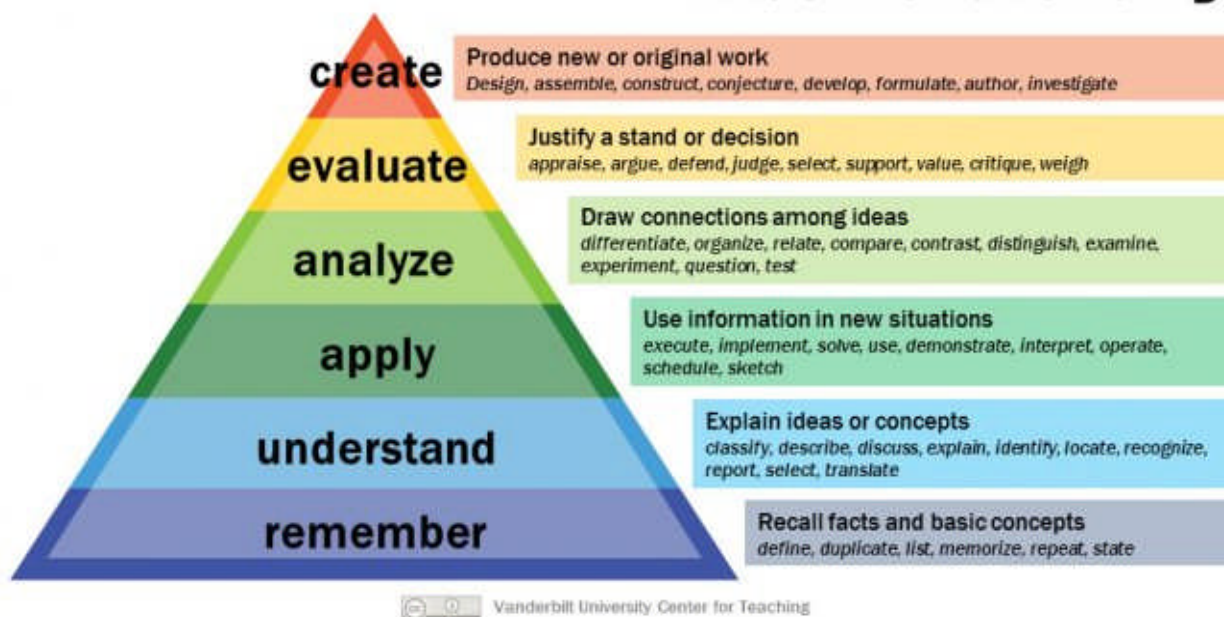 create
Produce new or original work
Design, assemble, construct, conjecture, develop, formulate, author, investigate
evaluate
Justify a stand or decision
appraise, argue, defend, judge, select, support, value, critique, weigh
analyze
Draw connections among ideas
differentiate, organize, relate, compare, contrast, distinguish, examine,
experiment, question, test
apply
Use information in new situations
execute, implement, solve, use, demonstrate, interpret, operate,
schedule, sketch
understand
Explain ideas or concepts
classify, describe, discuss, explain, identify, locate, recognize,
report, select, translate
remember
Recall facts and basic concepts
define, duplicate, list, memorize, repeat, state
Vanderbilt University Center for Teaching